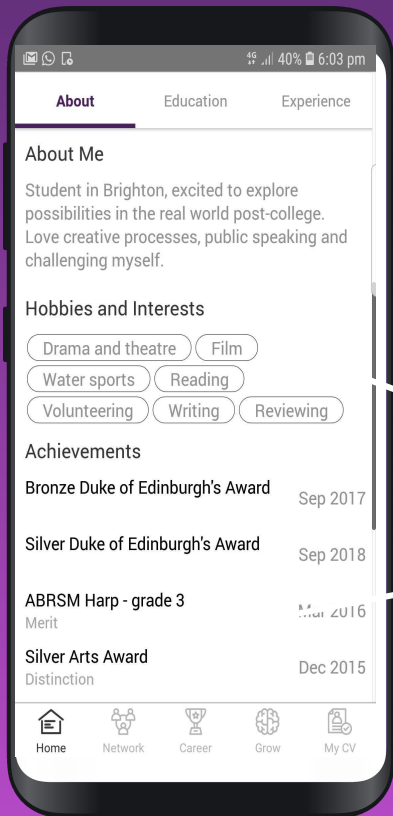 4G 40% 6:03 pm
About Education Experience
About Me
Student in Brighton, excited to explore
possibilities in the real world post-college.
Love creative processes, public speaking and
challenging myself.
Hobbies and Interests
Drama and theatre Film
Water sports Reading
Volunteering Writing Reviewing
Achievements
Bronze Duke of Edinburgh's Award
Sep 2017
Silver Duke of Edinburgh's Award
Sep 2018
ABRSM Harp - grade 3
Mar 2016
Merit
Silver Arts Award
Dec 2015
Distinction
Home Network Career Grow My CV